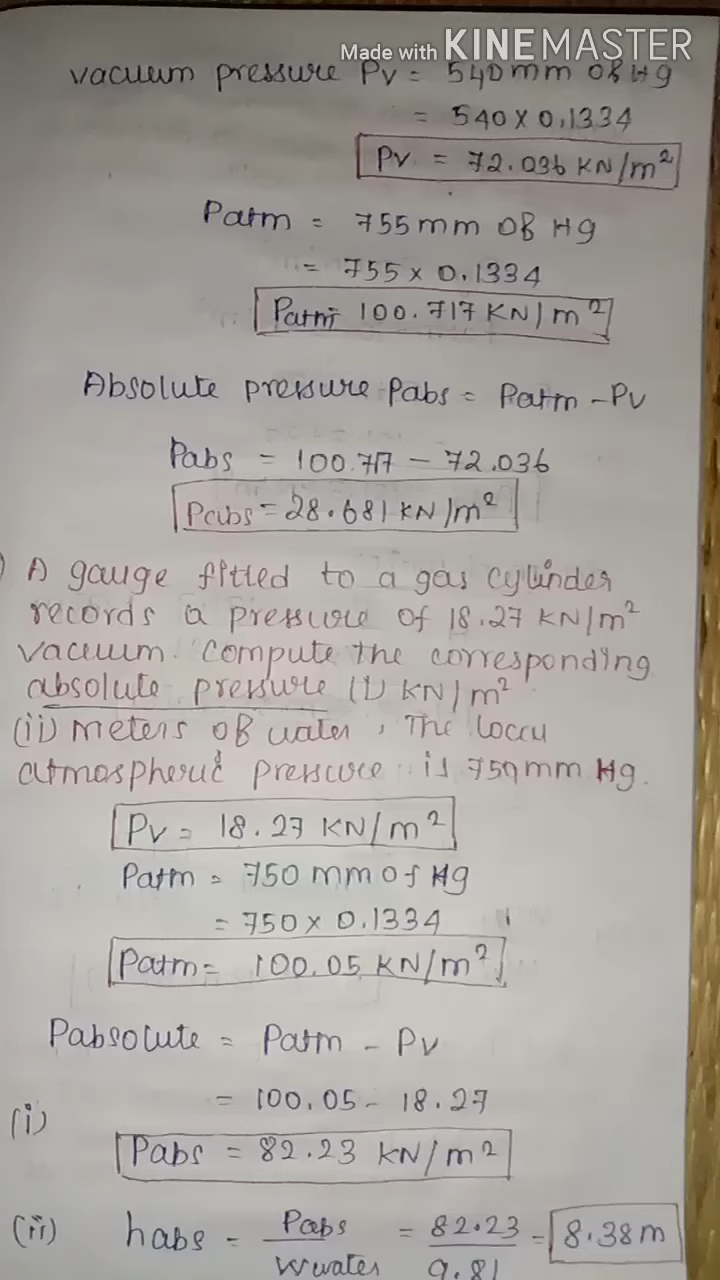 Made with KINEMASTER
vacuum pressure Pv = 540 mm of Hg
= 540 x 0.1334
Pv = 72.036 KN/m²
Patm = 755 mm of Hg
= 755 x 0.1334
Patm = 100.717 KN/m²
Absolute pressure Pabs = Patm - Pv
Pabs = 100.717 - 72.036
Pabs = 28.681 KN/m²
) A gauge fitted to a gas cylinder
records a pressure of 18.27 KN/m²
vacuum. Compute the corresponding
absolute pressure (i) KN/m²
(ii) meters of water, The local
atmospheric pressure is 750 mm Hg.
Pv = 18.27 KN/m²
Patm = 750 mm of Hg
= 750 x 0.1334
Patm = 100.05 KN/m²
Pabsolute = Patm - Pv
= 100.05 - 18.27
(i)
Pabs = 82.23 KN/m²
(ii) habs = Pabs/Wwater = 82.23/9.81 = 8.38m